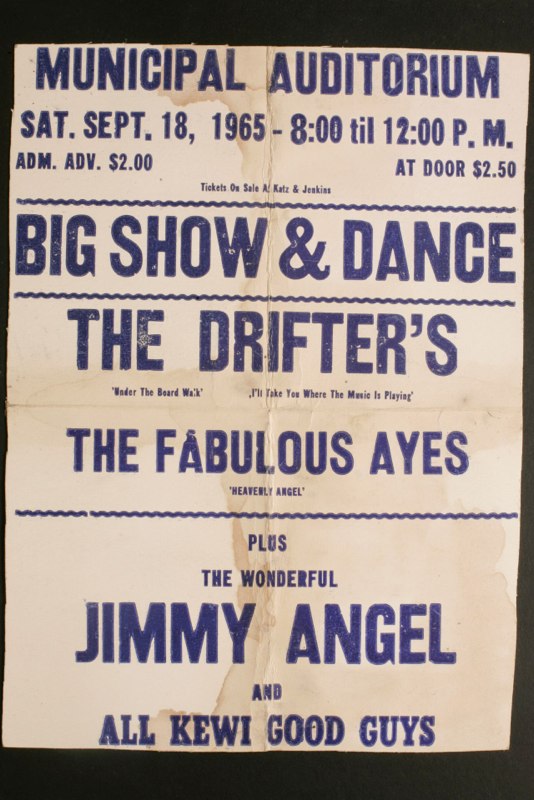 MUNICIPAL AUDITORIUM
SAT. SEPT. 18, 1965 - 8:00 til 12:00 P. M.
ADM. ADV. $2.00 AT DOOR $2.50
Tickets On Sale At Katz & Jenkins
BIG SHOW & DANCE
THE DRIFTER'S
'Under The Board Walk' ,I'll Take You Where The Music Is Playing'
THE FABULOUS AYES
'HEAVENLY ANGEL'
PLUS
THE WONDERFUL
JIMMY ANGEL
AND
ALL KEWI GOOD GUYS